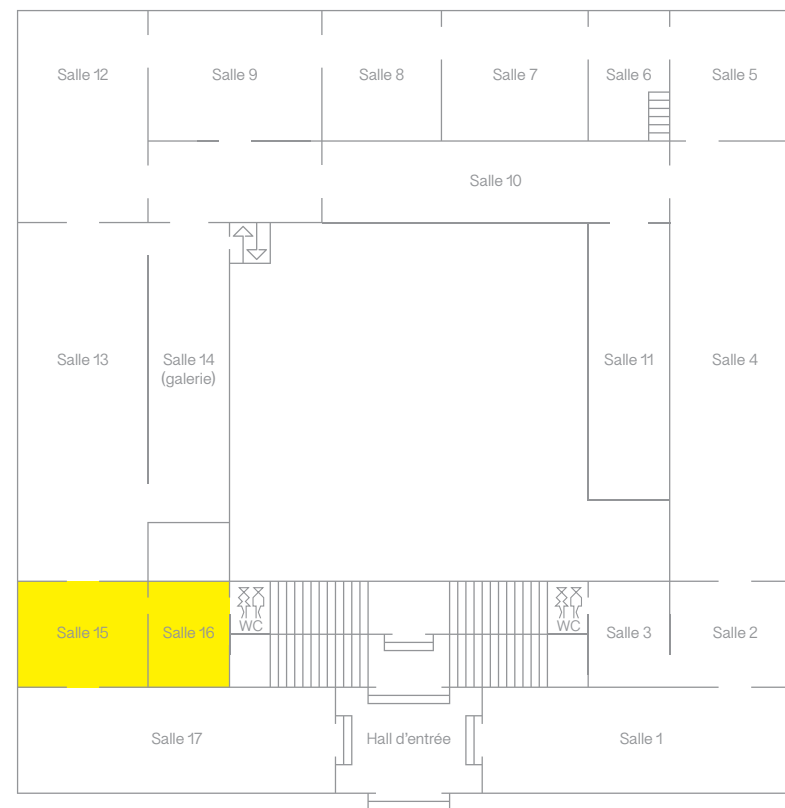 Salle 12
Salle 9
Salle 8
Salle 7
Salle 6
Salle 5
Salle 10
Salle 13
Salle 14
(galerie)
Salle 11
Salle 4
Salle 15
Salle 16
WC
WC
Salle 3
Salle 2
Salle 17
Hall d'entrée
Salle 1